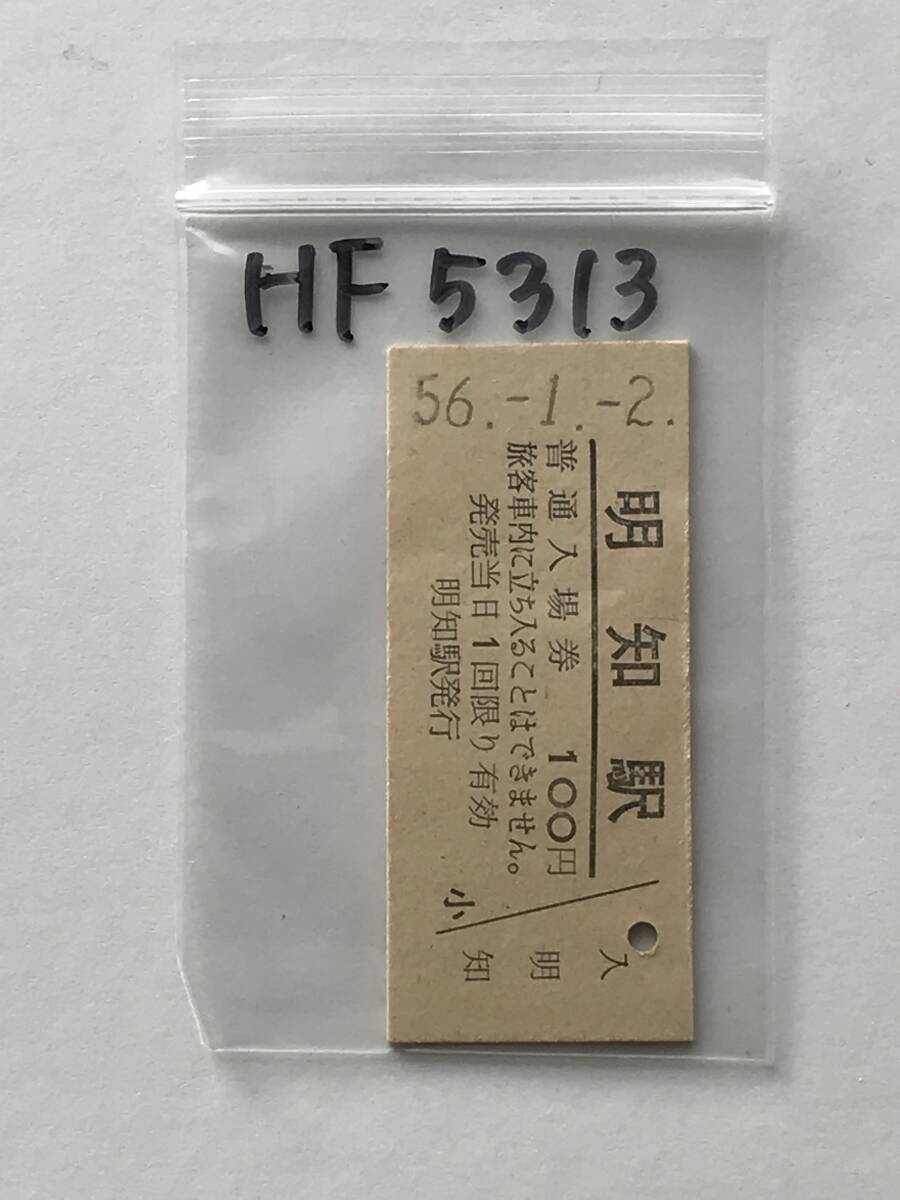 HF 5313
56.-1.-2.
明知駅
普通入場券 100円
旅客車内に立ち入ることはできません。
発売当日1回限り有効
明知駅発行
小
入
明
知